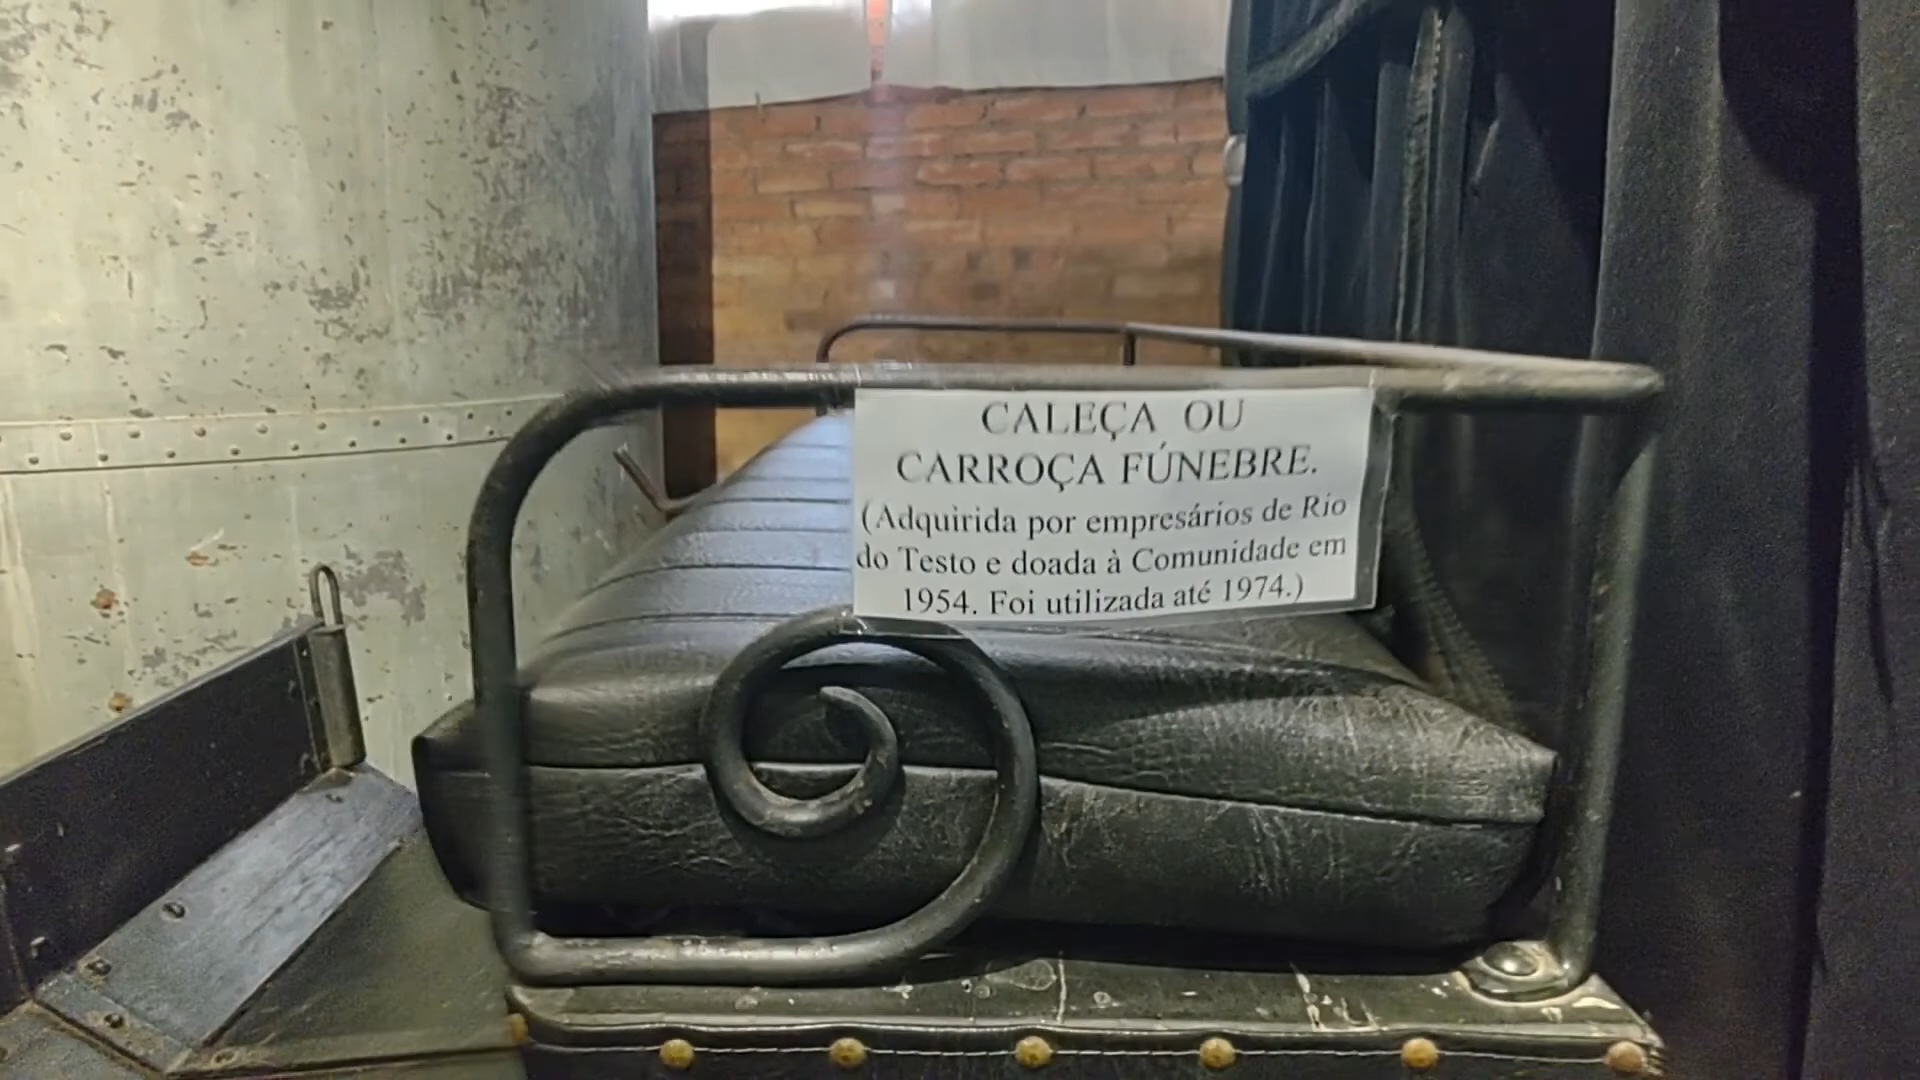 CALEÇA OU
CARROÇA FÚNEBRE.
(Adquirida por empresários de Rio
do Testo e doada à Comunidade em
1954. Foi utilizada até 1974.)